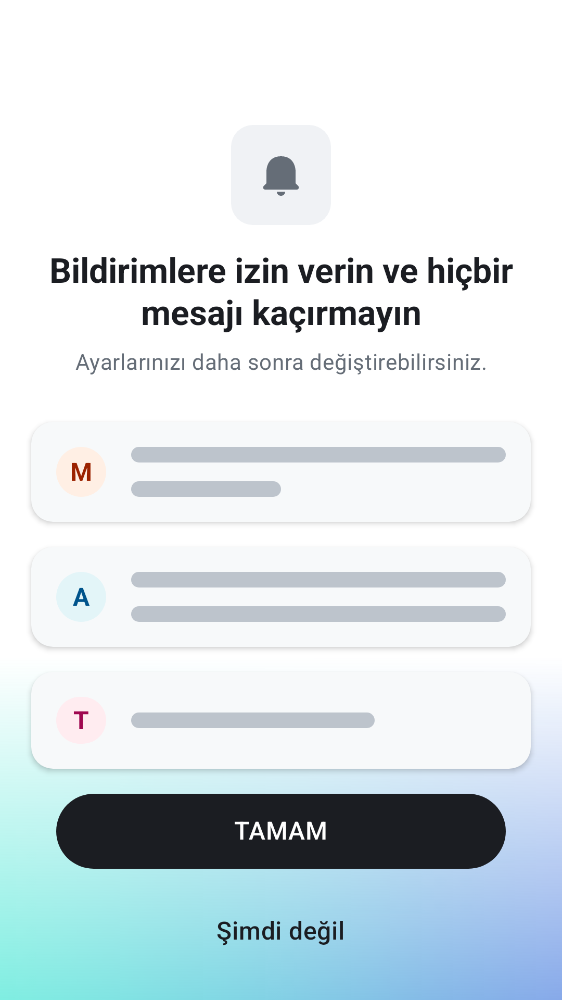 Bildirimlere izin verin ve hiçbir
mesajı kaçırmayın
Ayarlarınızı daha sonra değiştirebilirsiniz.
M
A
T
TAMAM
Şimdi değil